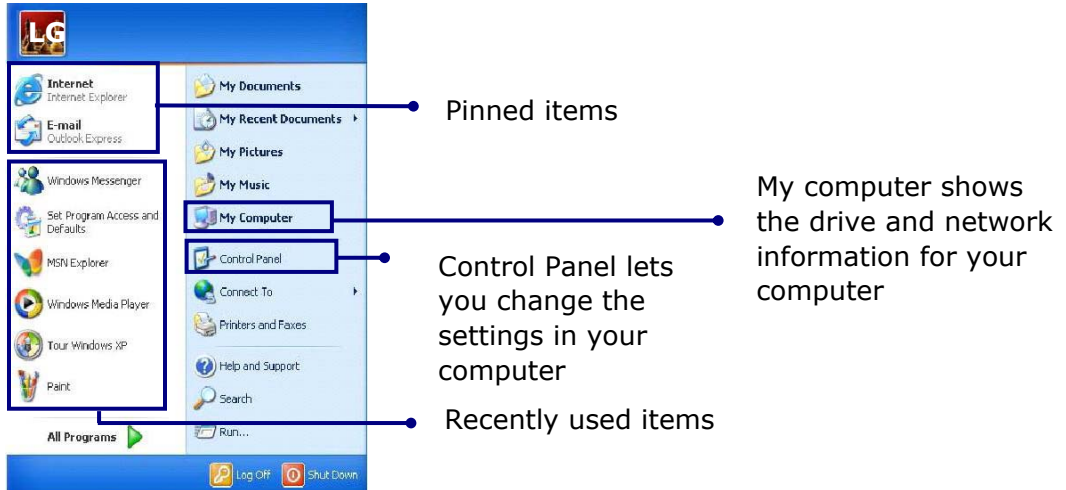 LG
Internet
Internet Explorer
E-mail
Outlook Express
Windows Messenger
Set Program Access and
Defaults
MSN Explorer
Windows Media Player
Tour Windows XP
Paint
All Programs
My Documents
My Recent Documents
My Pictures
My Music
My Computer
Control Panel
Connect To
Printers and Faxes
Help and Support
Search
Run...
Log Off
Shut Down
Pinned items
My computer shows
the drive and network
information for your
computer
Control Panel lets
you change the
settings in your
computer
Recently used items